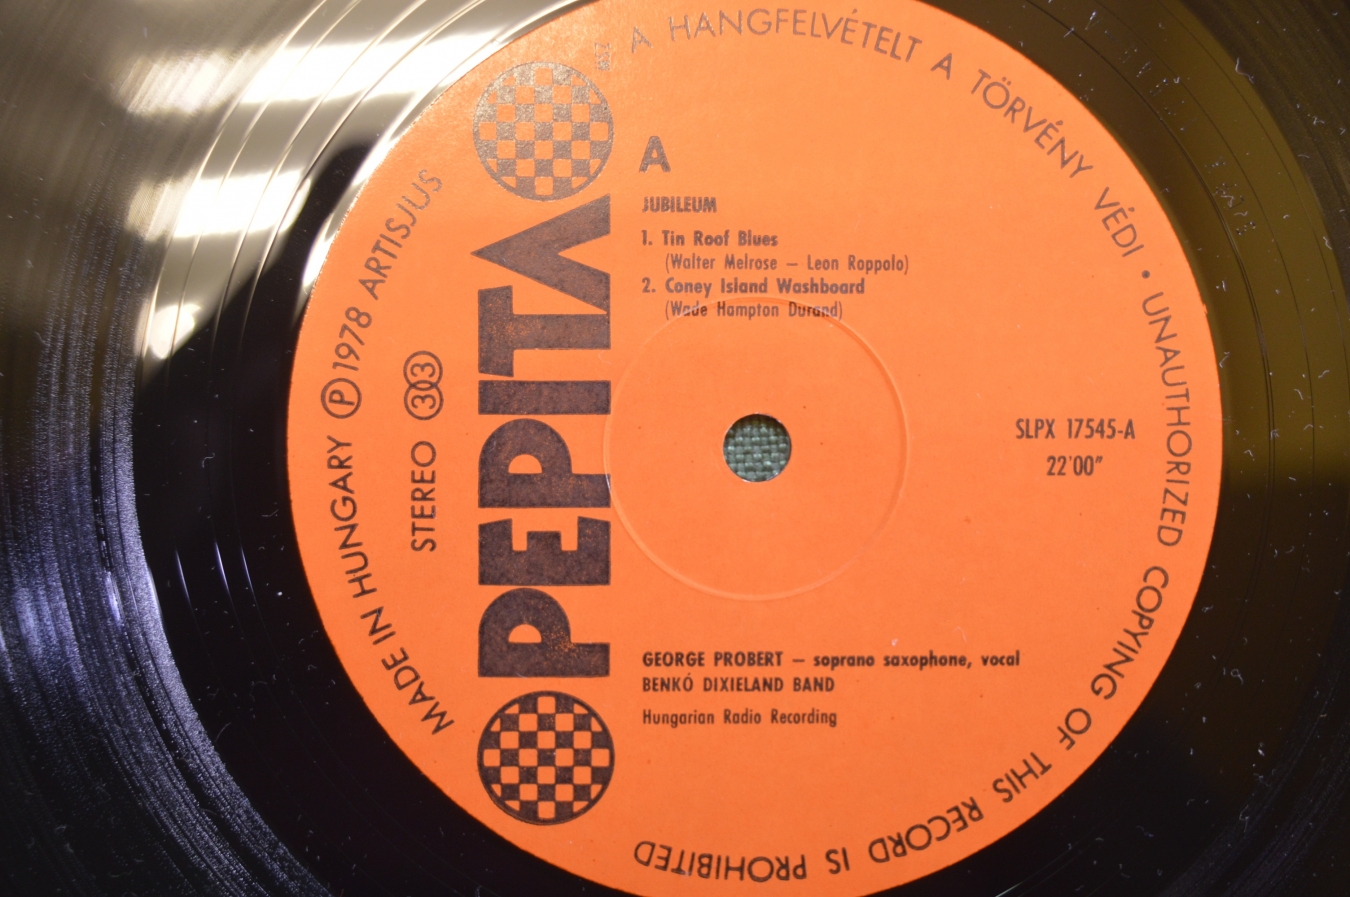 A HANGFELVÉTELT A TÖRVÉNY VÉDI • UNAUTHORIZED COPYING OF THIS RECORD IS PROHIBITED
MADE IN HUNGARY Ⓟ 1978 ARTISJUS
STEREO 33
PEPITA
A
JUBILEUM
1. Tin Roof Blues
(Walter Melrose – Leon Roppolo)
2. Coney Island Washboard
(Wade Hampton Durand)
SLPX 17545-A
22'00"
GEORGE PROBERT – soprano saxophone, vocal
BENKÓ DIXIELAND BAND
Hungarian Radio Recording